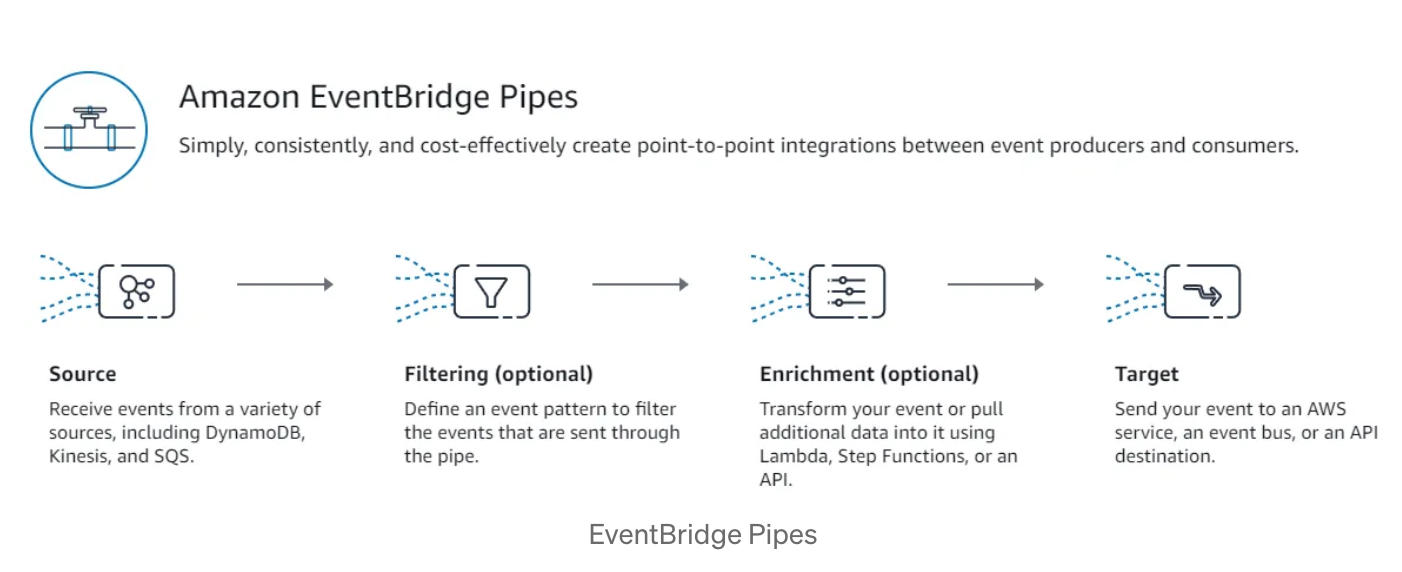 Amazon EventBridge Pipes
Simply, consistently, and cost-effectively create point-to-point integrations between event producers and consumers.
Source
Receive events from a variety of
sources, including DynamoDB,
Kinesis, and SQS.
Filtering (optional)
Define an event pattern to filter
the events that are sent through
the pipe.
Enrichment (optional)
Transform your event or pull
additional data into it using
Lambda, Step Functions, or an
API.
Target
Send your event to an AWS
service, an event bus, or an API
destination.
EventBridge Pipes